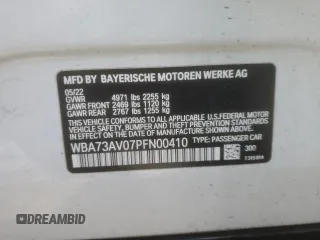 MFD BY BAYERISCHE MOTOREN WERKE AG
05/22
GVWR 4971 lbs 2255 kg
GAWR FRONT 2469 lbs 1120 kg
GAWR REAR 2767 lbs 1255 kg
THIS VEHICLE CONFORMS TO ALL APPLICABLE U.S. FEDERAL MOTOR
VEHICLE SAFETY, BUMPER, AND THEFT PREVENTION STANDARDS
IN EFFECT ON THE DATE OF MANUFACTURE SHOWN ABOVE.
WBA73AV07PFN00410 TYPE: PASSENGER CAR
300
DREAMBID
DREAMBID